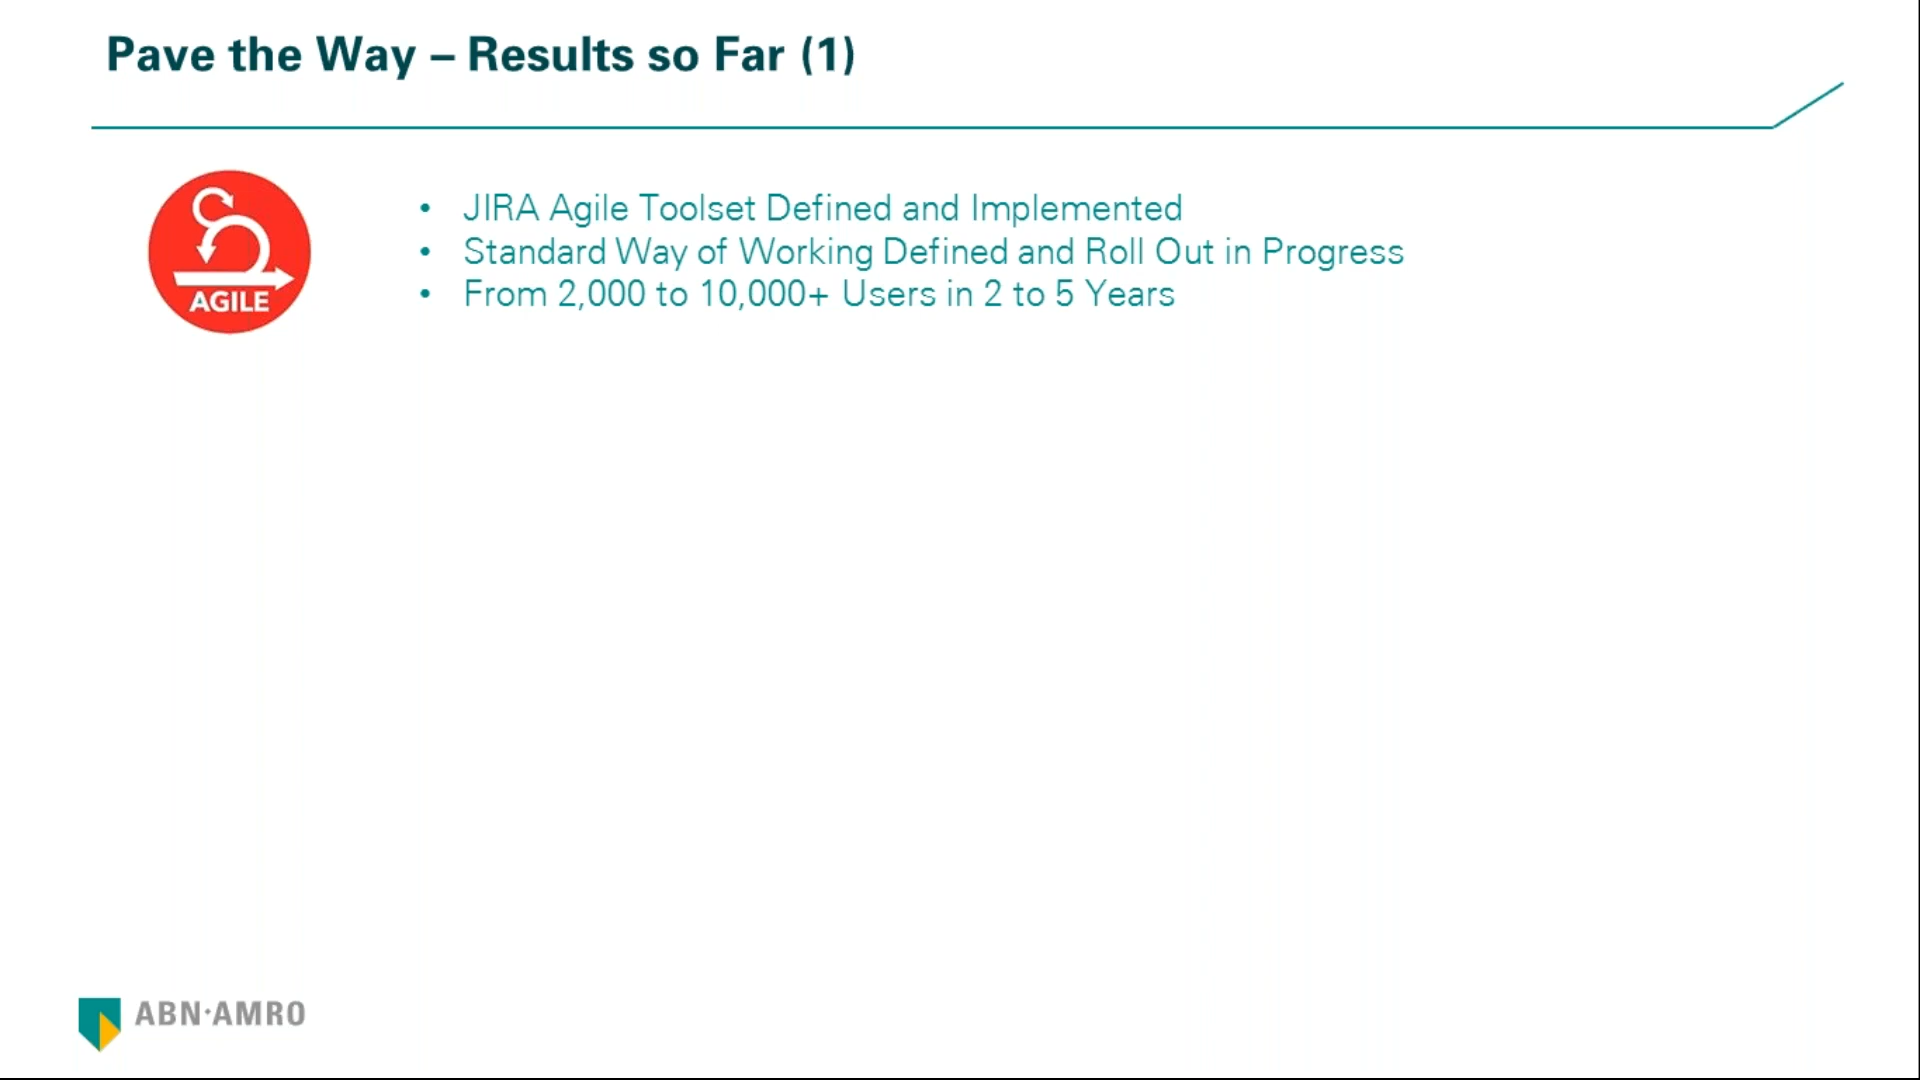 Pave the Way – Results so Far (1)
AGILE
• JIRA Agile Toolset Defined and Implemented
• Standard Way of Working Defined and Roll Out in Progress
• From 2,000 to 10,000+ Users in 2 to 5 Years
ABN·AMRO